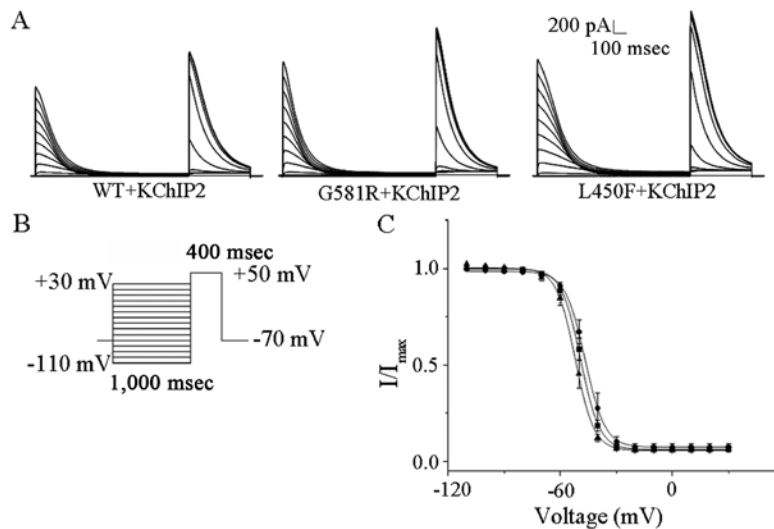 A
200 pA
100 msec
WT+KChIP2
G581R+KChIP2
L450F+KChIP2
B
400 msec
+30 mV
+50 mV
-70 mV
-110 mV
1,000 msec
C
1.0
0.5
0.0
I/Imax
-120
-60
0
Voltage (mV)